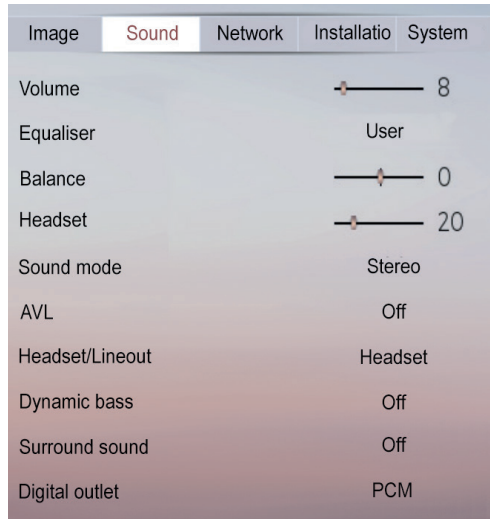 Image Sound Network Installatio System
Volume 8
Equaliser User
Balance 0
Headset 20
Sound mode Stereo
AVL Off
Headset/Lineout Headset
Dynamic bass Off
Surround sound Off
Digital outlet PCM